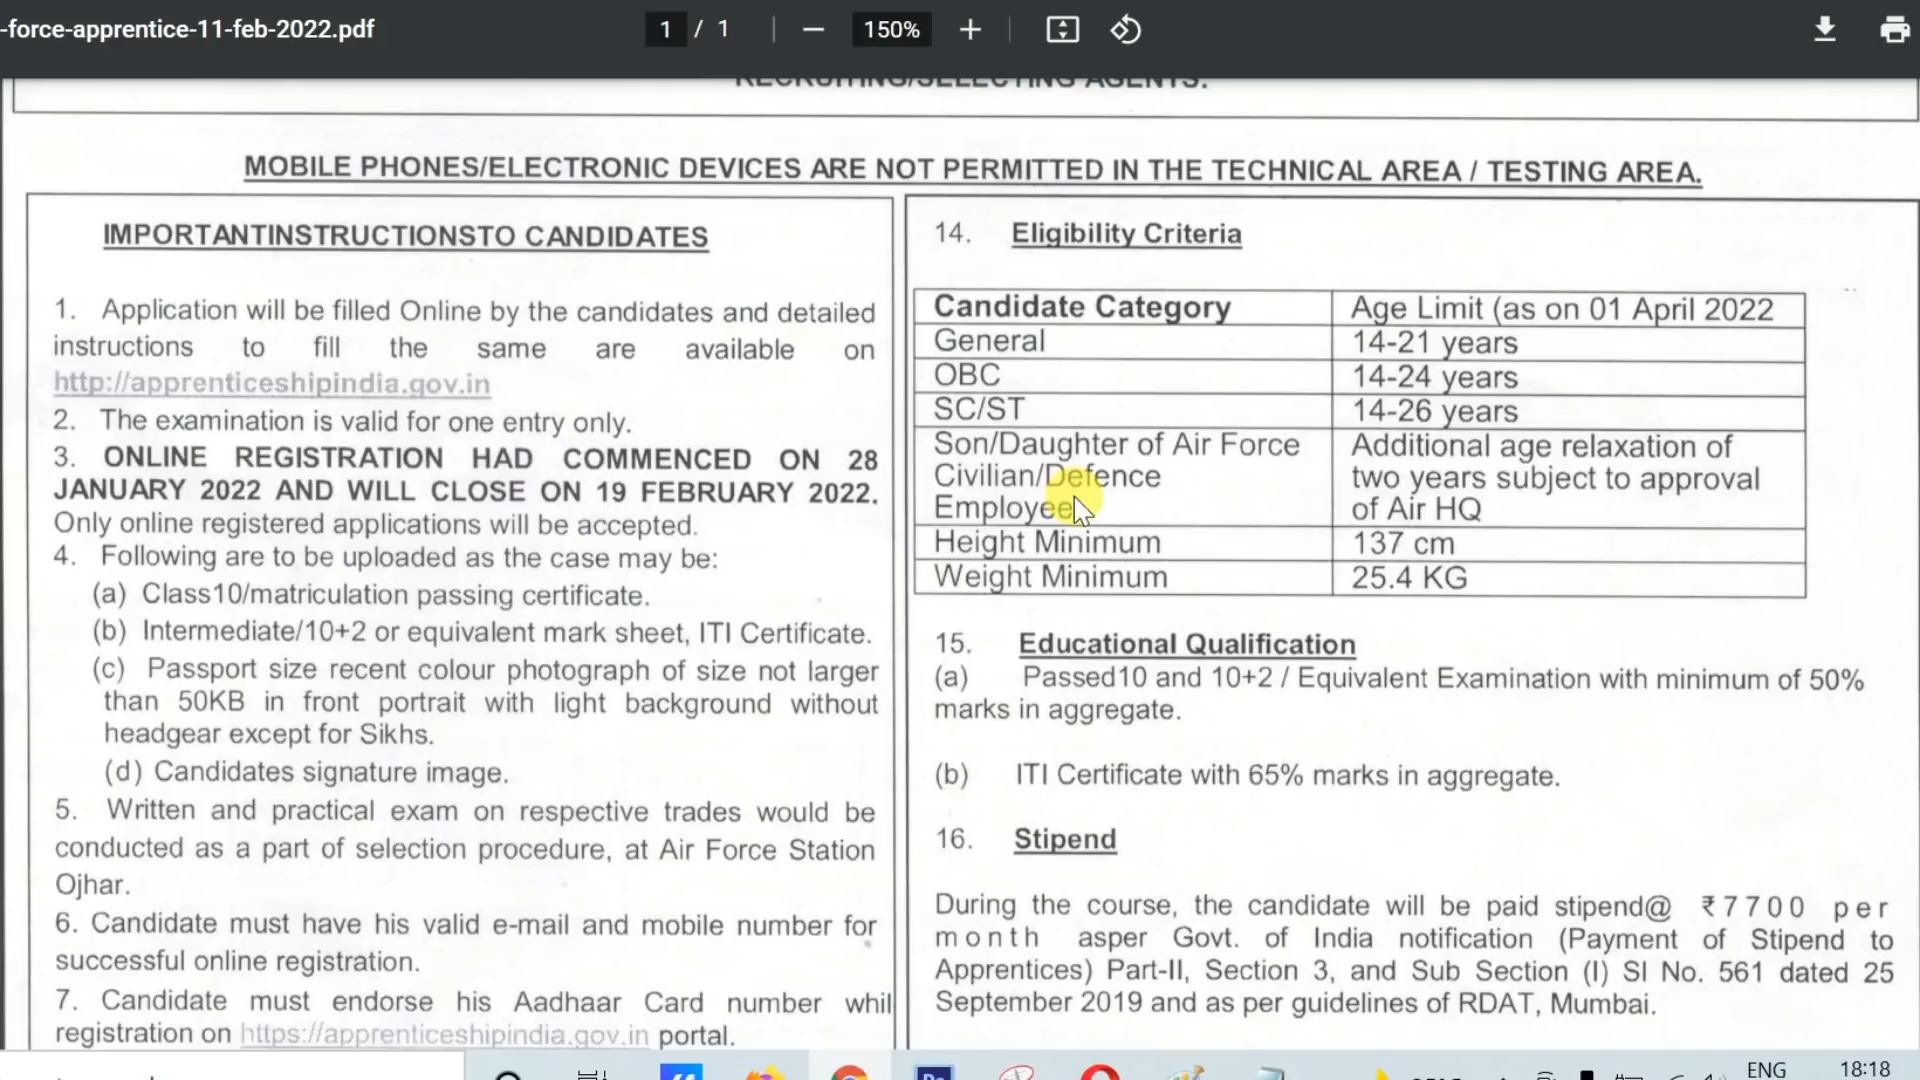 -force-apprentice-11-feb-2022.pdf
1 / 1
150%
RECRUITING/SELECTING AGENTS.
MOBILE PHONES/ELECTRONIC DEVICES ARE NOT PERMITTED IN THE TECHNICAL AREA / TESTING AREA.
IMPORTANTINSTRUCTIONSTO CANDIDATES
1. Application will be filled Online by the candidates and detailed
instructions to fill the same are available on
http://apprenticeshipindia.gov.in
2. The examination is valid for one entry only.
3. ONLINE REGISTRATION HAD COMMENCED ON 28
JANUARY 2022 AND WILL CLOSE ON 19 FEBRUARY 2022.
Only online registered applications will be accepted.
4. Following are to be uploaded as the case may be:
(a) Class10/matriculation passing certificate.
(b) Intermediate/10+2 or equivalent mark sheet, ITI Certificate.
(c) Passport size recent colour photograph of size not larger
than 50KB in front portrait with light background without
headgear except for Sikhs.
(d) Candidates signature image.
5. Written and practical exam on respective trades would be
conducted as a part of selection procedure, at Air Force Station
Ojhar.
6. Candidate must have his valid e-mail and mobile number for
successful online registration.
7. Candidate must endorse his Aadhaar Card number whil
registration on https://apprenticeshipindia.gov.in portal.
14. Eligibility Criteria
Candidate Category Age Limit (as on 01 April 2022
General 14-21 years
OBC 14-24 years
SC/ST 14-26 years
Son/Daughter of Air Force Additional age relaxation of
Civilian/Defence two years subject to approval
Employee of Air HQ
Height Minimum 137 cm
Weight Minimum 25.4 KG
15. Educational Qualification
(a) Passed10 and 10+2 / Equivalent Examination with minimum of 50%
marks in aggregate.
(b) ITI Certificate with 65% marks in aggregate.
16. Stipend
During the course, the candidate will be paid stipend@ ₹7700 per
month asper Govt. of India notification (Payment of Stipend to
Apprentices) Part-II, Section 3, and Sub Section (I) SI No. 561 dated 25
September 2019 and as per guidelines of RDAT, Mumbai.
ENG 18:18